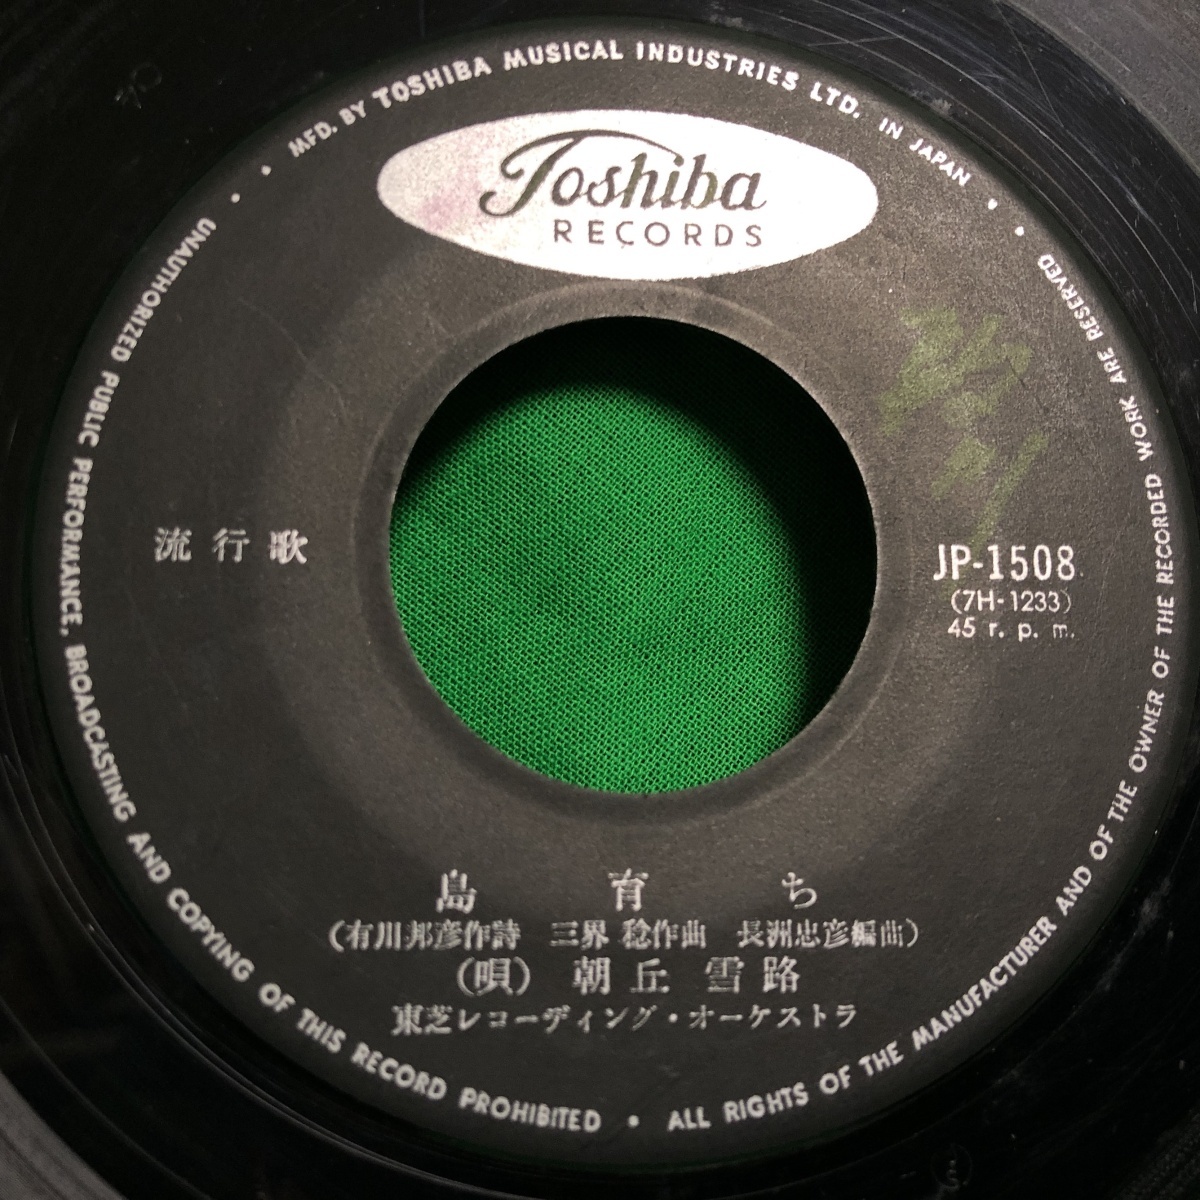 MFD. BY TOSHIBA MUSICAL INDUSTRIES LTD. IN JAPAN
Toshiba
RECORDS
流行歌
JP-1508
(7H-1233)
45 r. p. m.
島育ち
(有川邦彦作詩 三界稔作曲 長洲忠彦編曲)
(唄) 朝丘雪路
東芝レコーディング・オーケストラ
UNAUTHORIZED PUBLIC PERFORMANCE, BROADCASTING AND COPYING OF THIS RECORD PROHIBITED • ALL RIGHTS OF THE MANUFACTURER AND OF THE OWNER OF THE RECORDED WORK ARE RESERVED